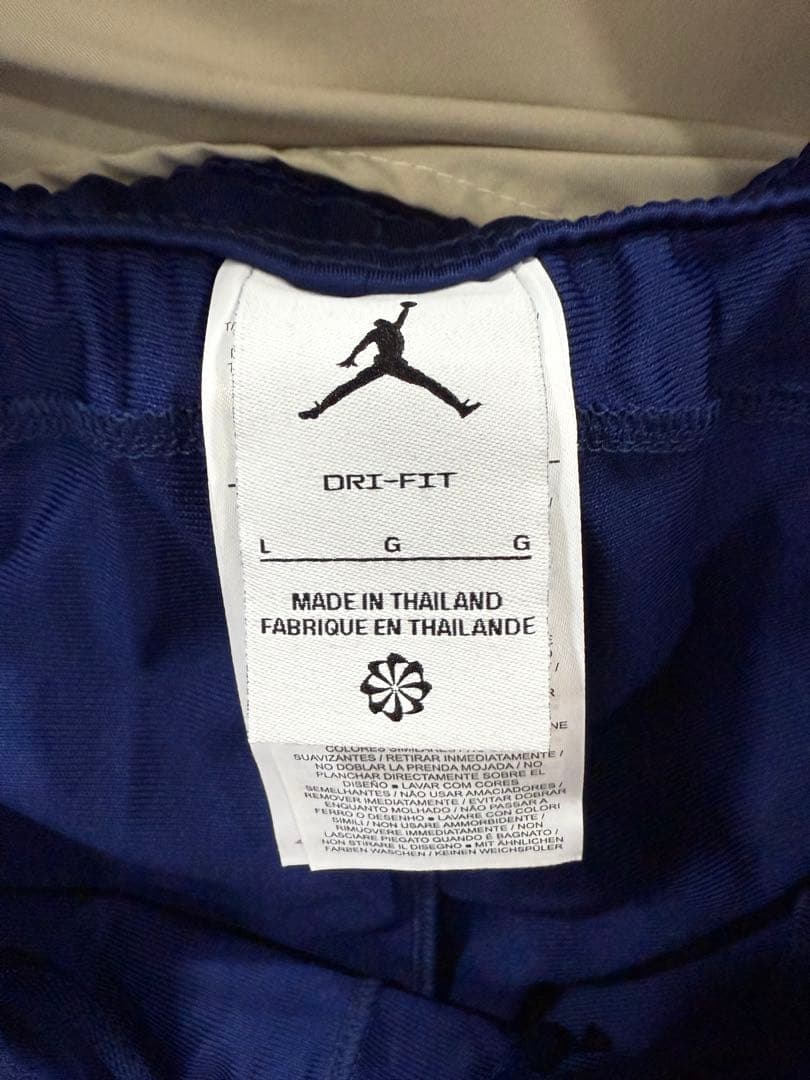 DRI-FIT
L G G
MADE IN THAILAND
FABRIQUE EN THAILANDE
NE
COLORES SIMILARES
SUAVIZANTES / RETIRAR INMEDIATAMENTE /
NO DOBLAR LA PRENDA MOJADA / NO
PLANCHAR DIRECTAMENTE SOBRE EL
DISEÑO ▪ LAVAR COM CORES
SEMELHANTES / NÃO USAR AMACIADORES /
REMOVER IMEDIATAMENTE / EVITAR DOBRAR
ENQUANTO MOLHADO / NÃO PASSAR A
FERRO O DESENHO ▪ LAVARE CON COLORI
SIMILI / NON USARE AMMORBIDENTE /
RIMUOVERE IMMEDIATAMENTE / NON
LASCIARE PIEGATO QUANDO È BAGNATO /
NON STIRARE IL DISEGNO ▪ MIT ÄHNLICHEN
FARBEN WASCHEN / KEINEN WEICHSPÜLER